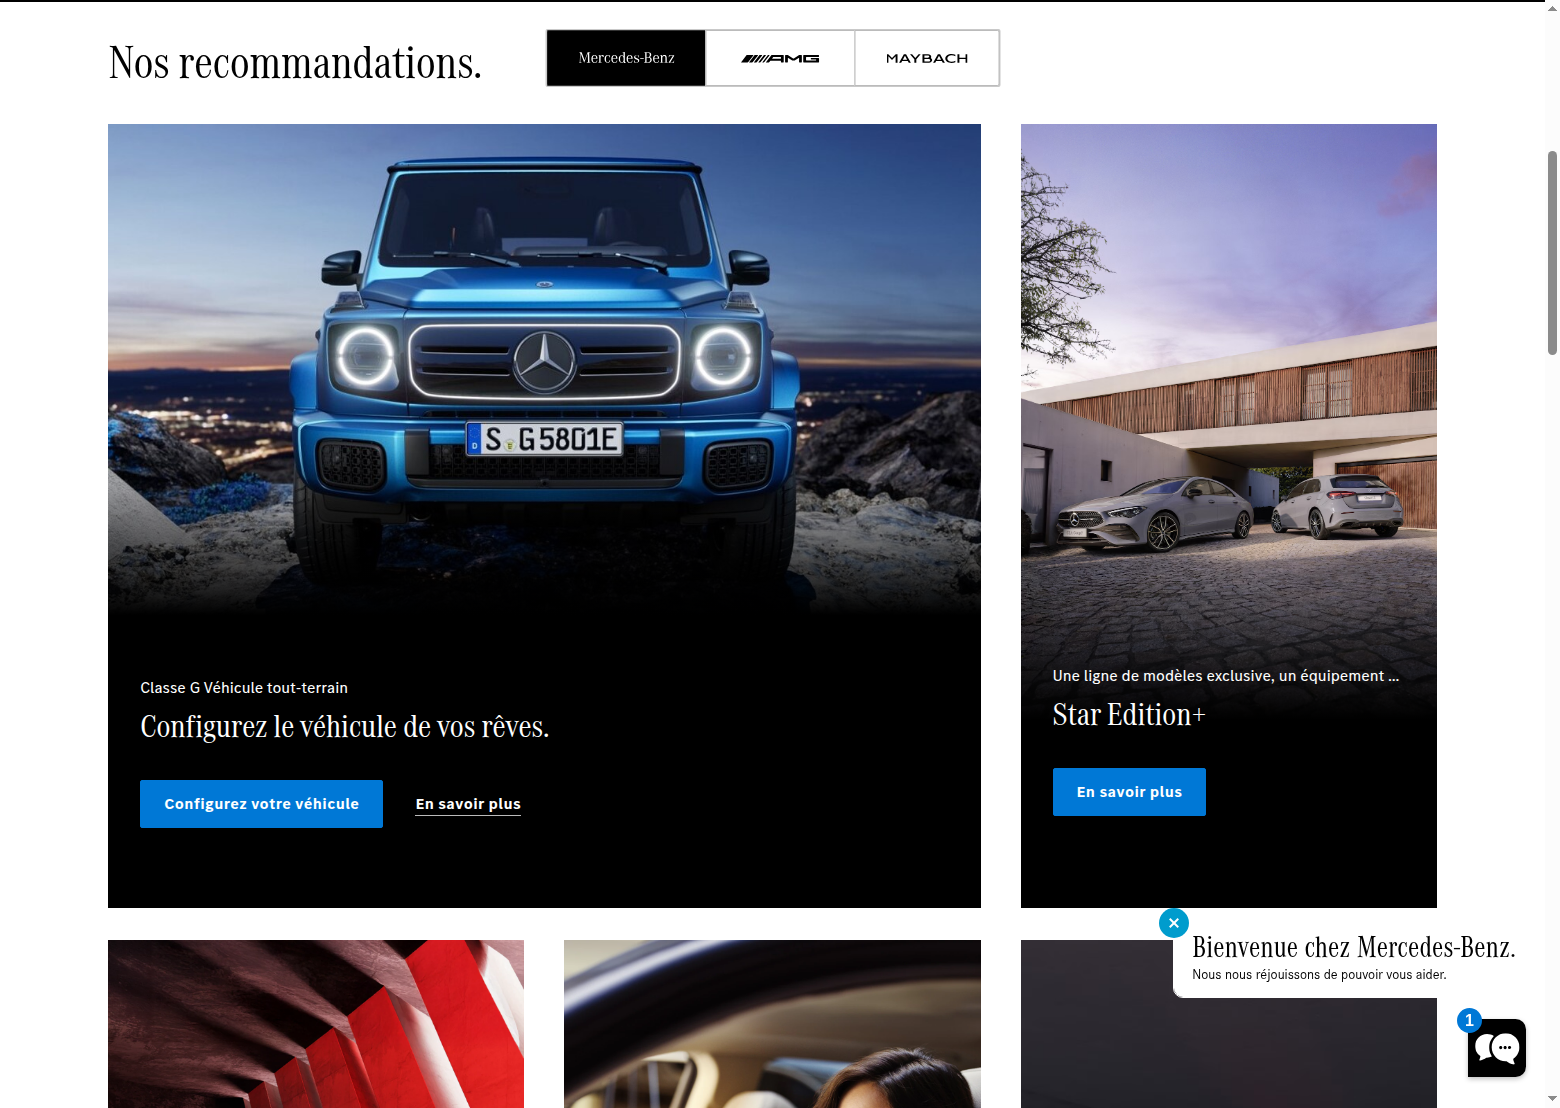 Nos recommandations.
Mercedes-Benz
AMG
MAYBACH
S G 5801E
D
Classe G Véhicule tout-terrain
Configurez le véhicule de vos rêves.
Configurez votre véhicule
En savoir plus
Une ligne de modèles exclusive, un équipement ...
Star Edition+
En savoir plus
Bienvenue chez Mercedes-Benz.
Nous nous réjouissons de pouvoir vous aider.
1